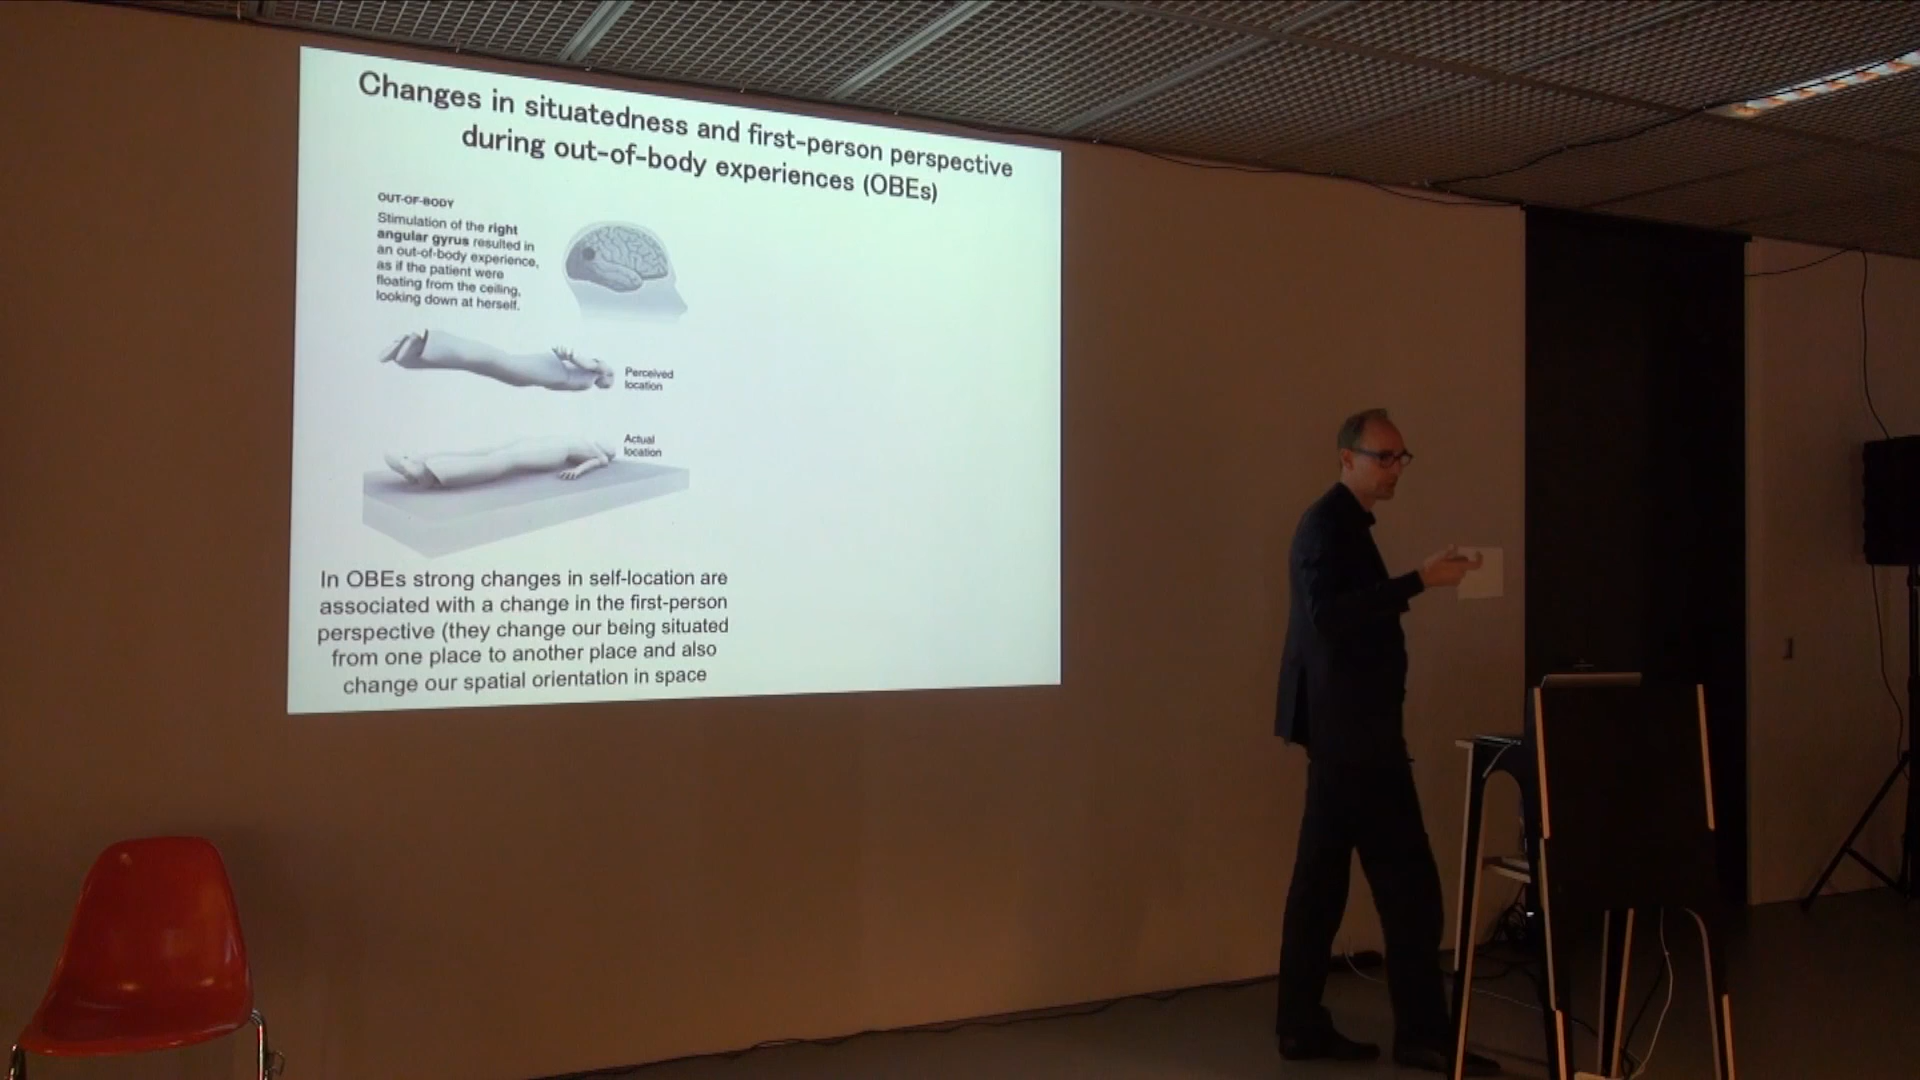 Changes in situatedness and first-person perspective
during out-of-body experiences (OBEs)
OUT-OF-BODY
Stimulation of the right
angular gyrus resulted in
an out-of-body experience,
as if the patient were
floating from the ceiling,
looking down at herself.
Perceived
location
Actual
location
In OBEs strong changes in self-location are
associated with a change in the first-person
perspective (they change our being situated
from one place to another place and also
change our spatial orientation in space